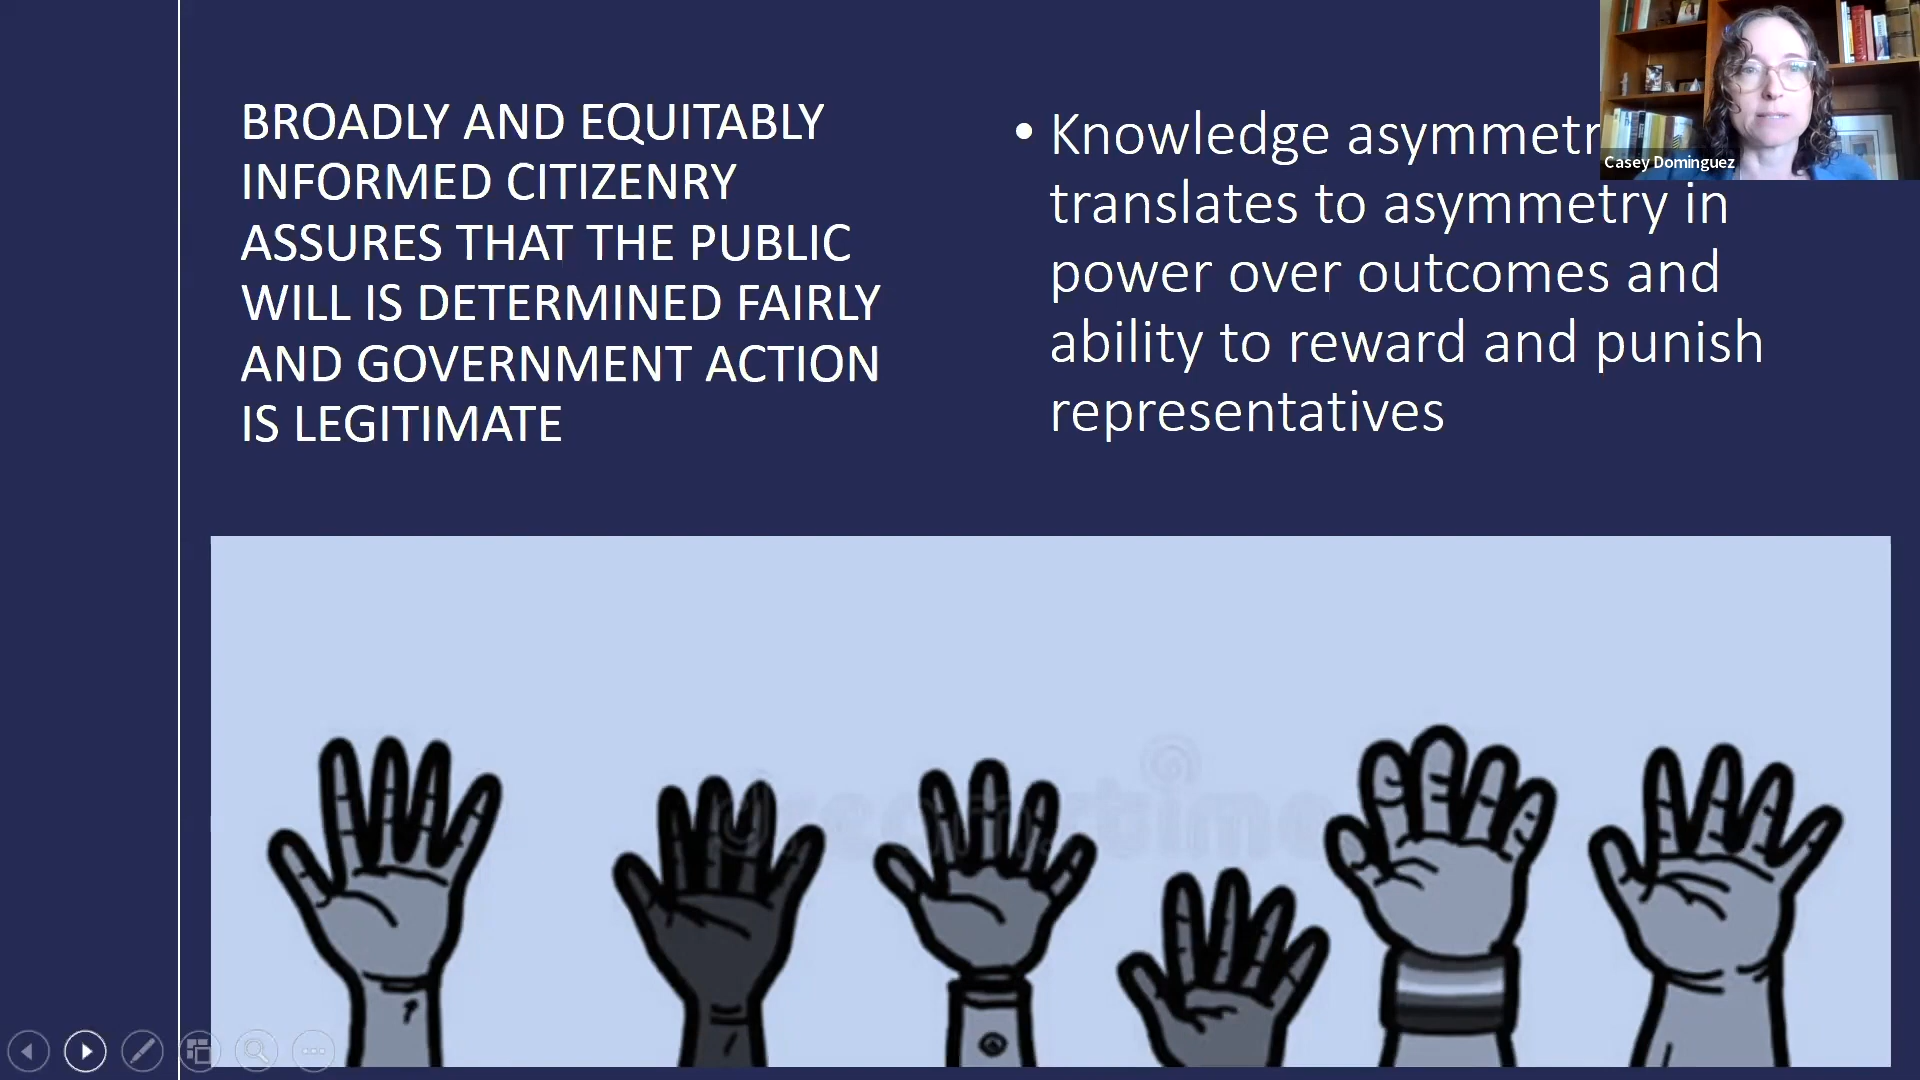 BROADLY AND EQUITABLY
INFORMED CITIZENRY
ASSURES THAT THE PUBLIC
WILL IS DETERMINED FAIRLY
AND GOVERNMENT ACTION
IS LEGITIMATE
• Knowledge
translates to asymmetry in
power over outcomes and
ability to reward and punish
representatives
Casey Dominguez